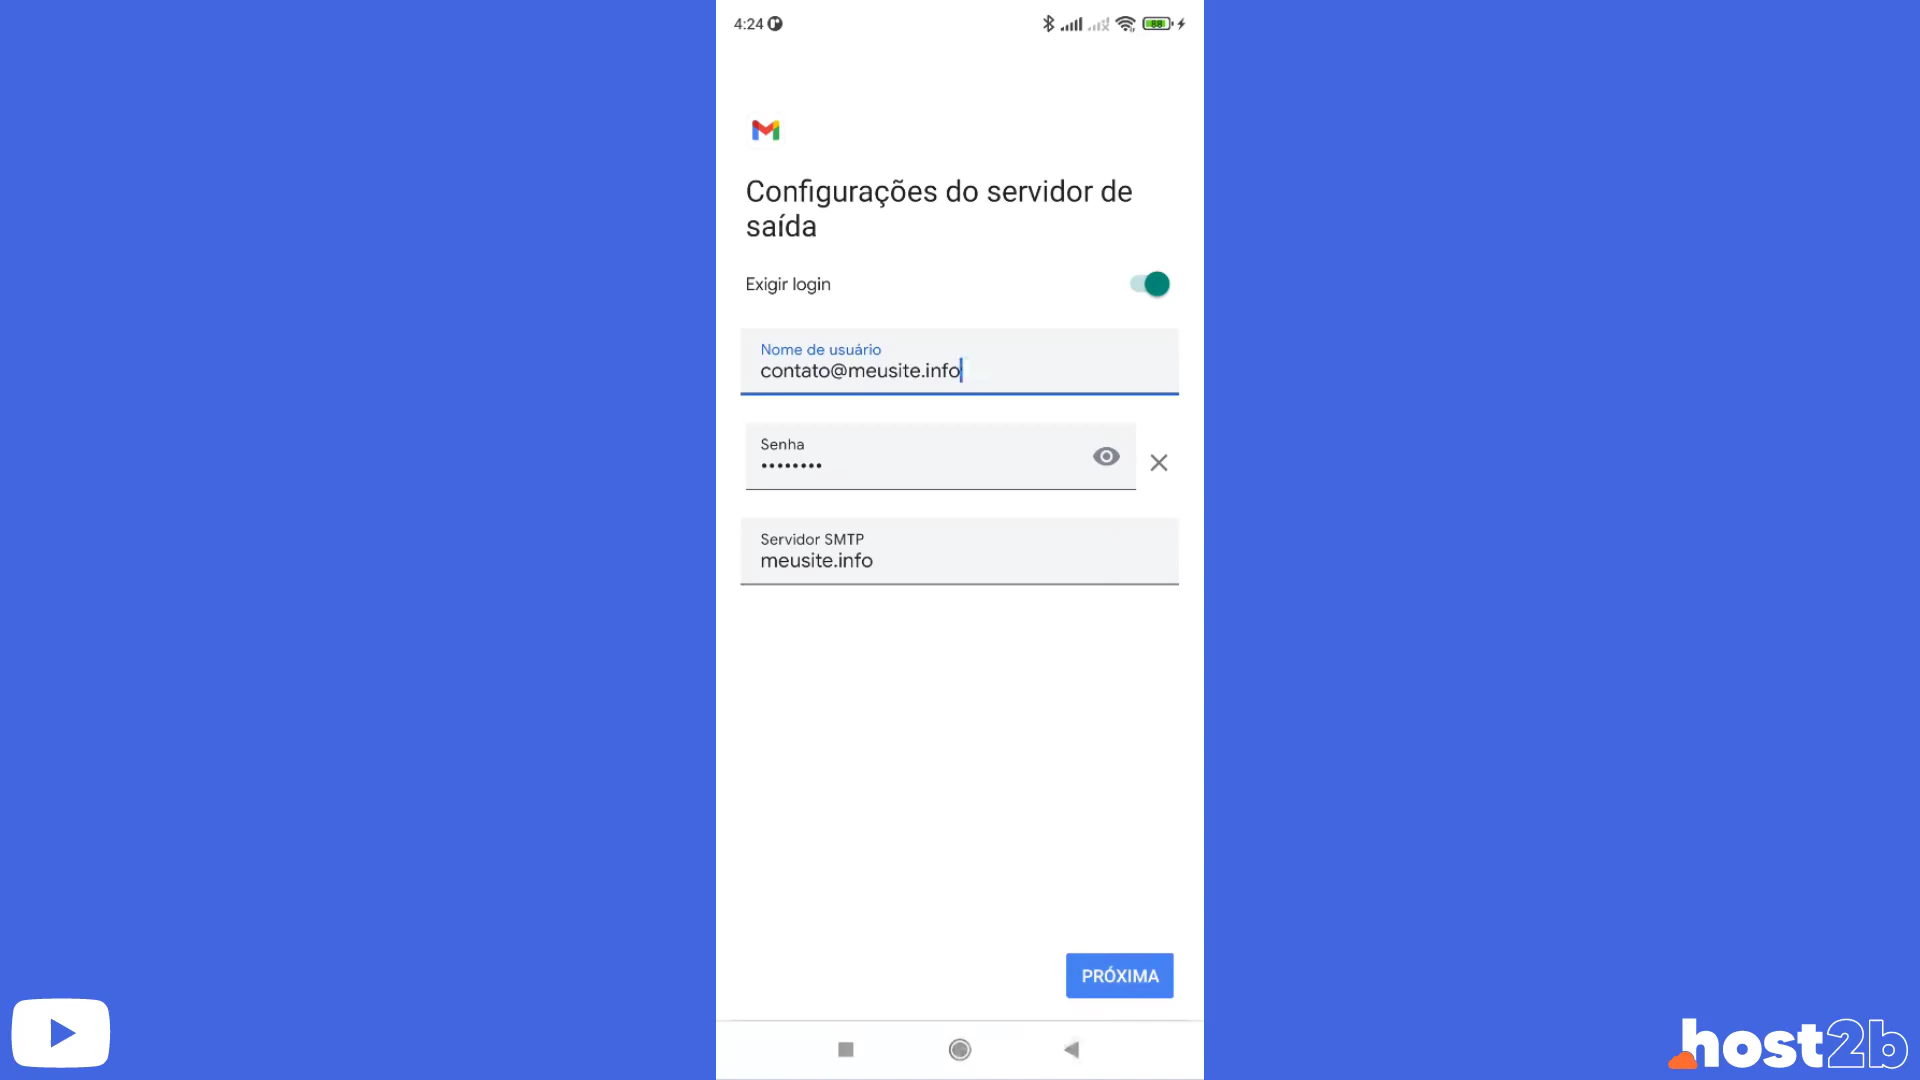 4:24
88
Configurações do servidor de
saída
Exigir login
Nome de usuário
contato@meusite.info
Senha
••••••••
Servidor SMTP
meusite.info
PRÓXIMA
host2b